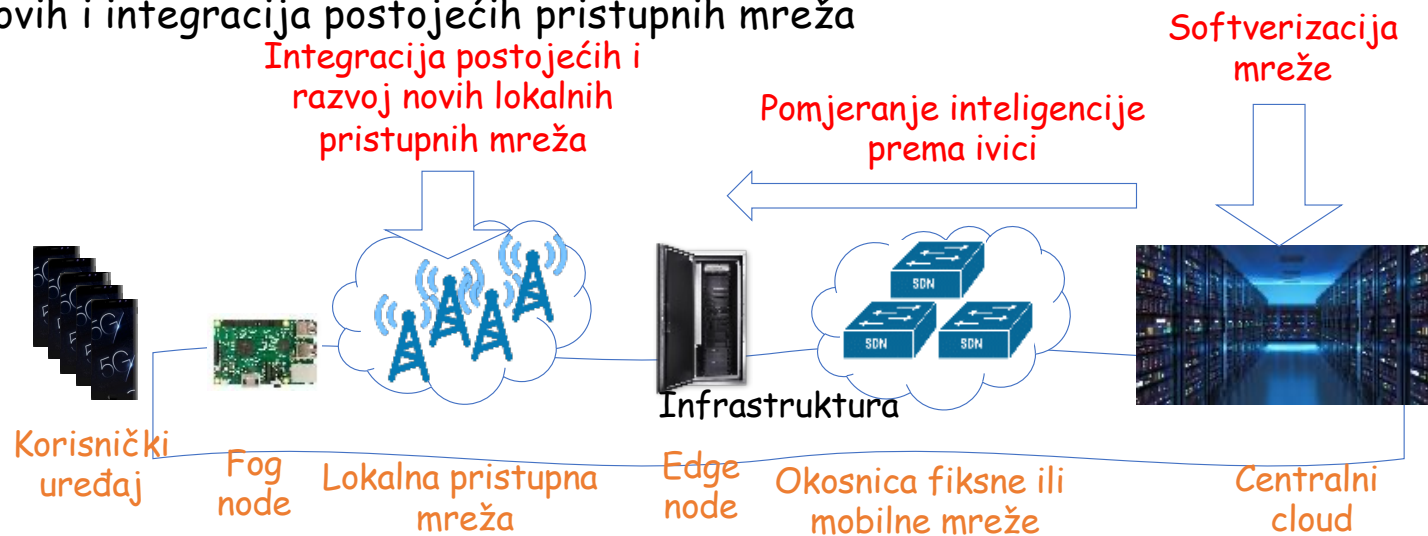 ovih i integracija postojećih pristupnih mreža
Softverizacija
mreže
Integracija postojećih i
razvoj novih lokalnih
pristupnih mreža
Pomjeranje inteligencije
prema ivici
5G
5G
SDN
SDN
SDN
Infrastruktura
Korisnički
uređaj
Fog
node
Lokalna pristupna
mreža
Edge
node
Okosnica fiksne ili
mobilne mreže
Centralni
cloud